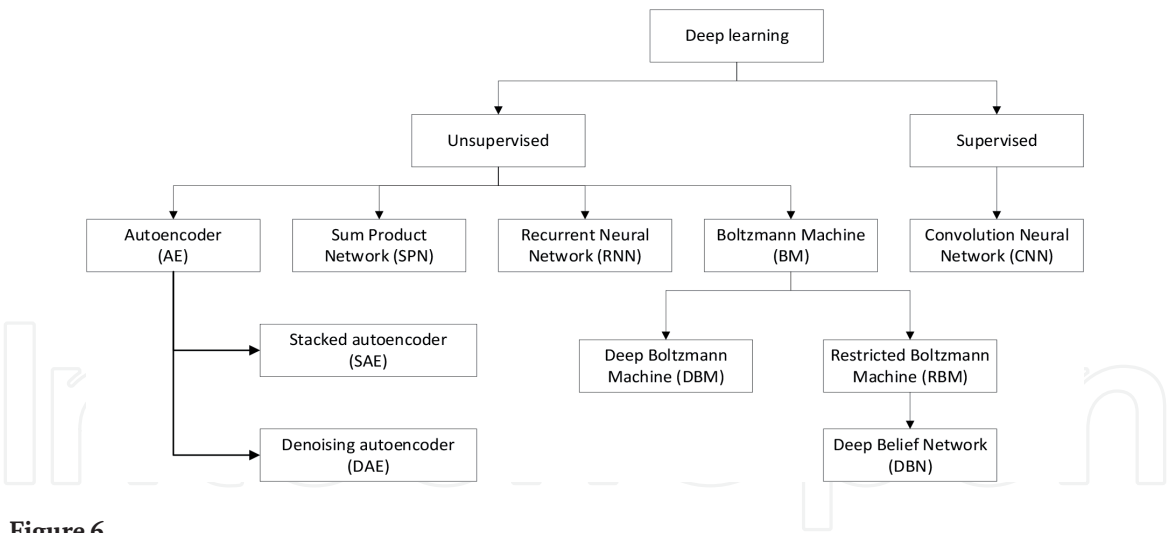 Deep learning
Unsupervised
Supervised
Autoencoder
(AE)
Sum Product
Network (SPN)
Recurrent Neural
Network (RNN)
Boltzmann Machine
(BM)
Convolution Neural
Network (CNN)
Stacked autoencoder
(SAE)
Deep Boltzmann
Machine (DBM)
Restricted Boltzmann
Machine (RBM)
Denoising autoencoder
(DAE)
Deep Belief Network
(DBN)
Figure 6